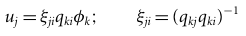 u_j = ξ_{ji} q_{ki} ϕ_k;   ξ_{ji} = (q_{kj} q_{ki})^{−1}